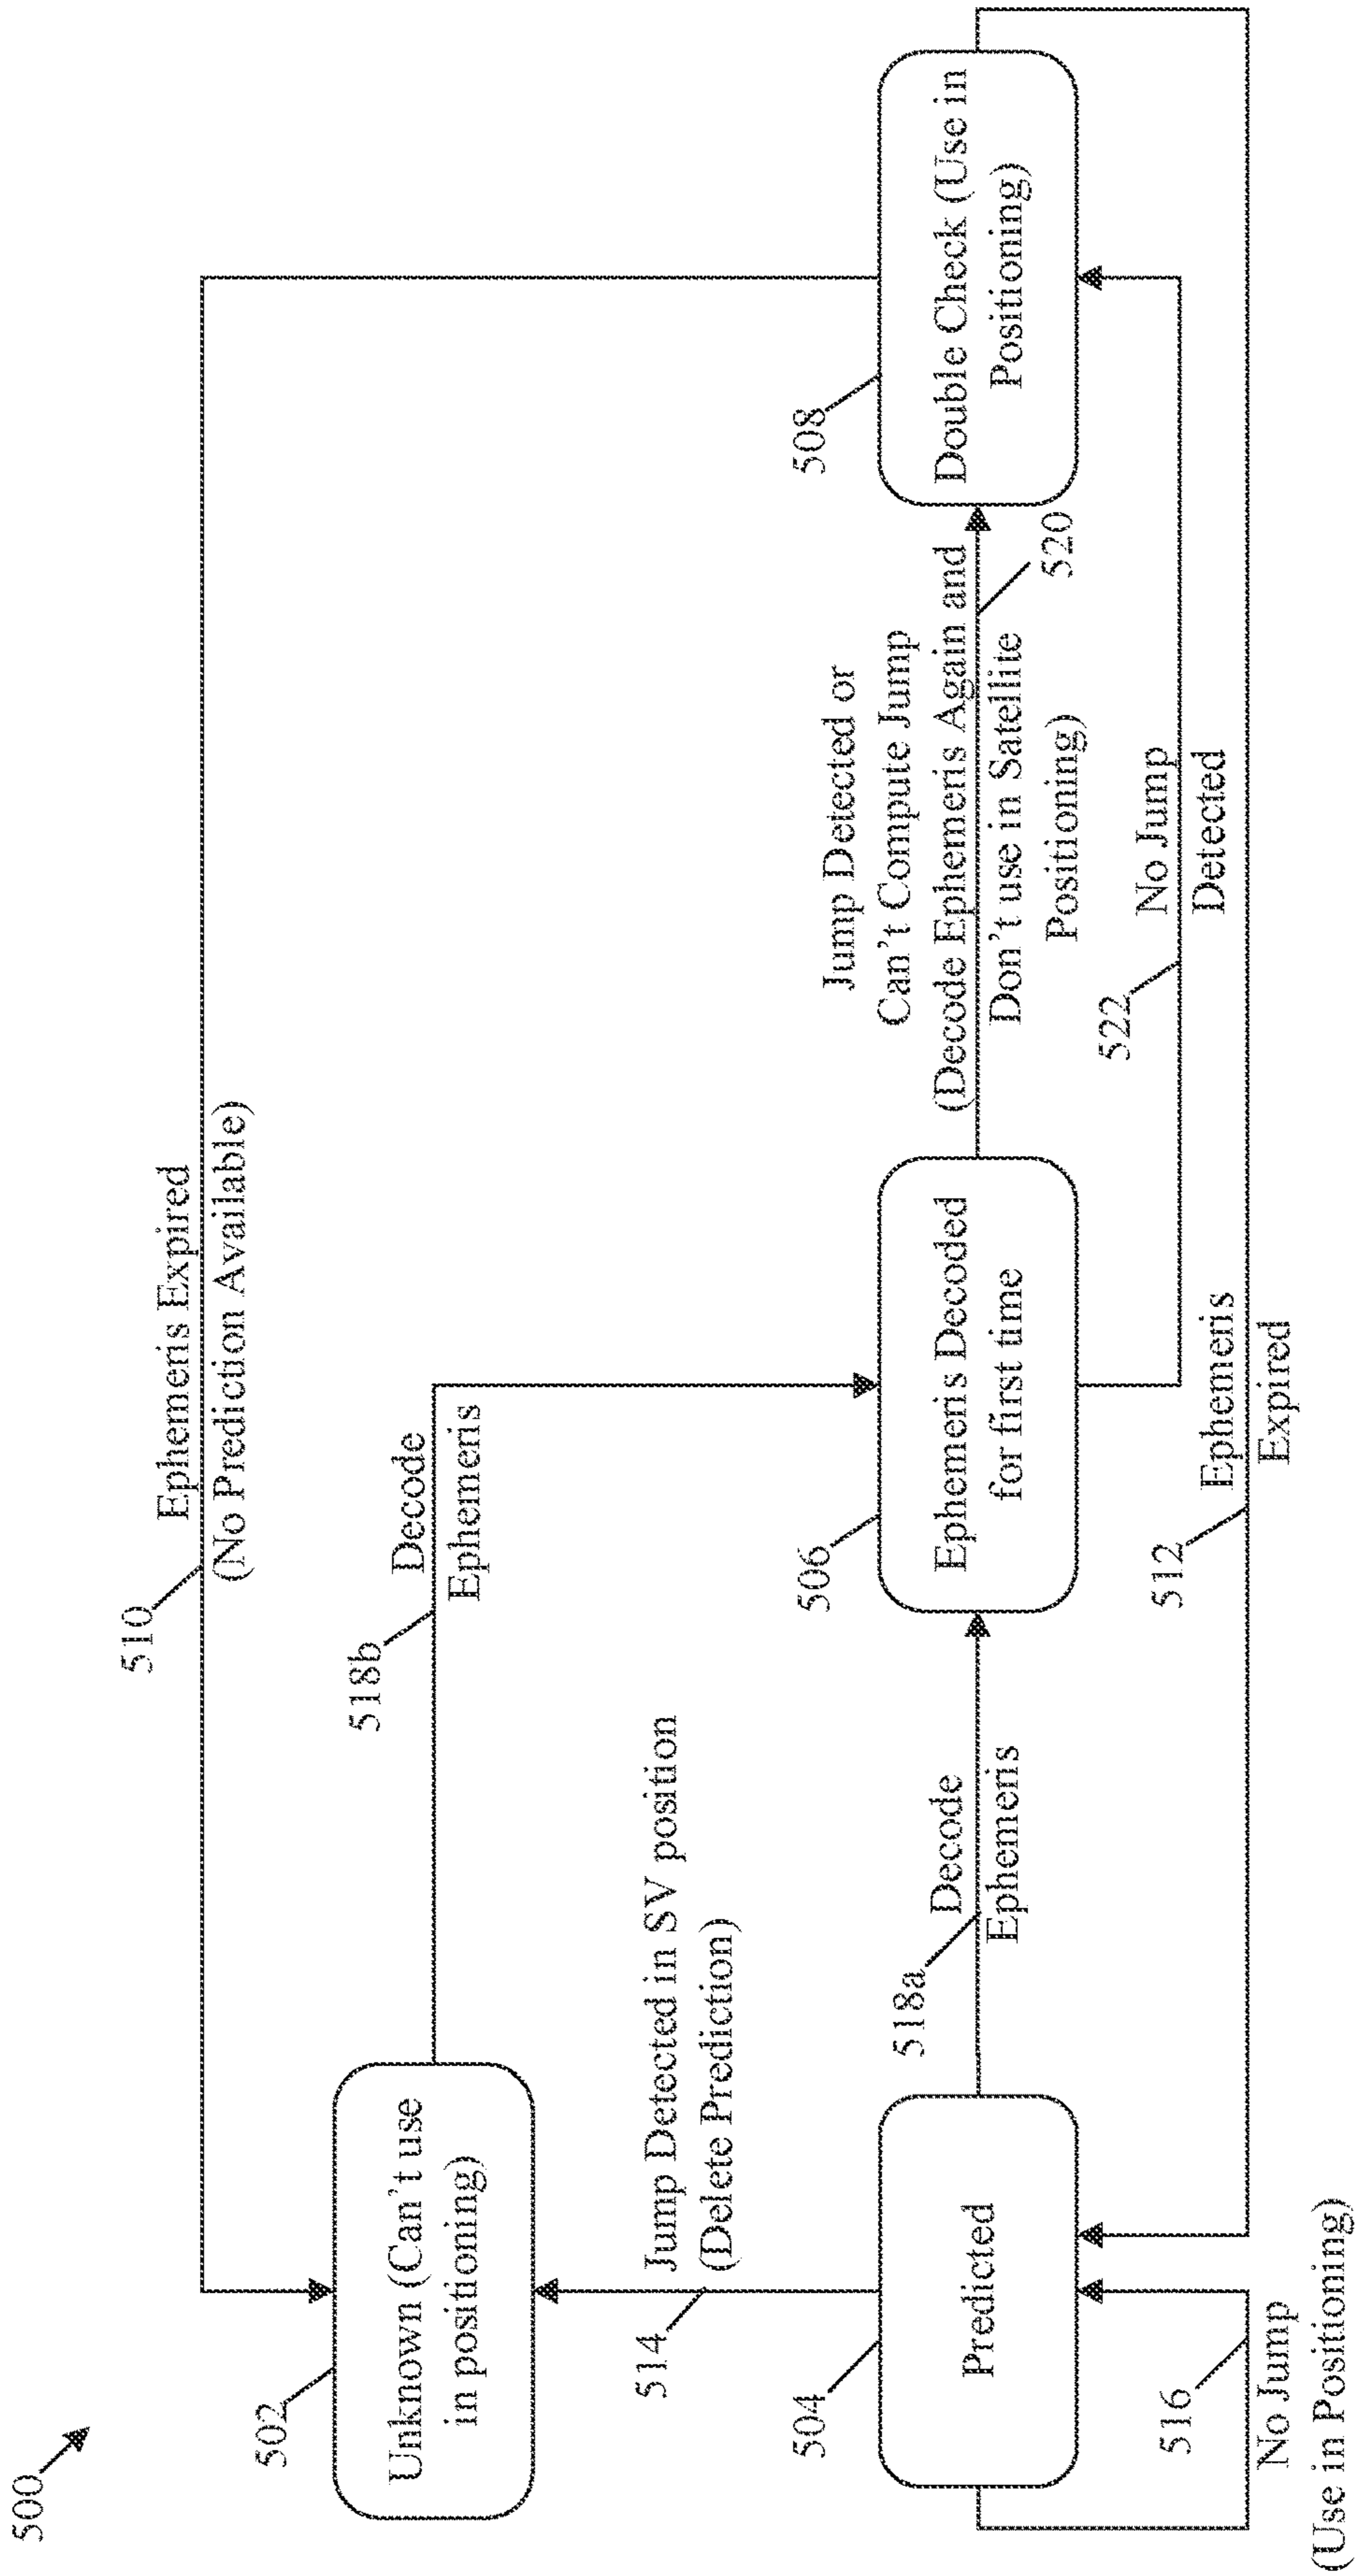 500
Ephemeris Expired
510
(No Prediction Available)
502
Unknown (Can't use
in positioning)
518b
Decode
Ephemeris
514
Jump Detected in SV position
(Delete Prediction)
504
Predicted
518a
Decode
Ephemeris
506
Ephemeris Decoded
for first time
Jump Detected or
Can't Compute Jump
(Decode Ephemeris Again and
Don't use in Satellite
Positioning)
520
508
Double Check (Use in
Positioning)
522
No Jump
Detected
512
Ephemeris
Expired
516
No Jump
(Use in Positioning)